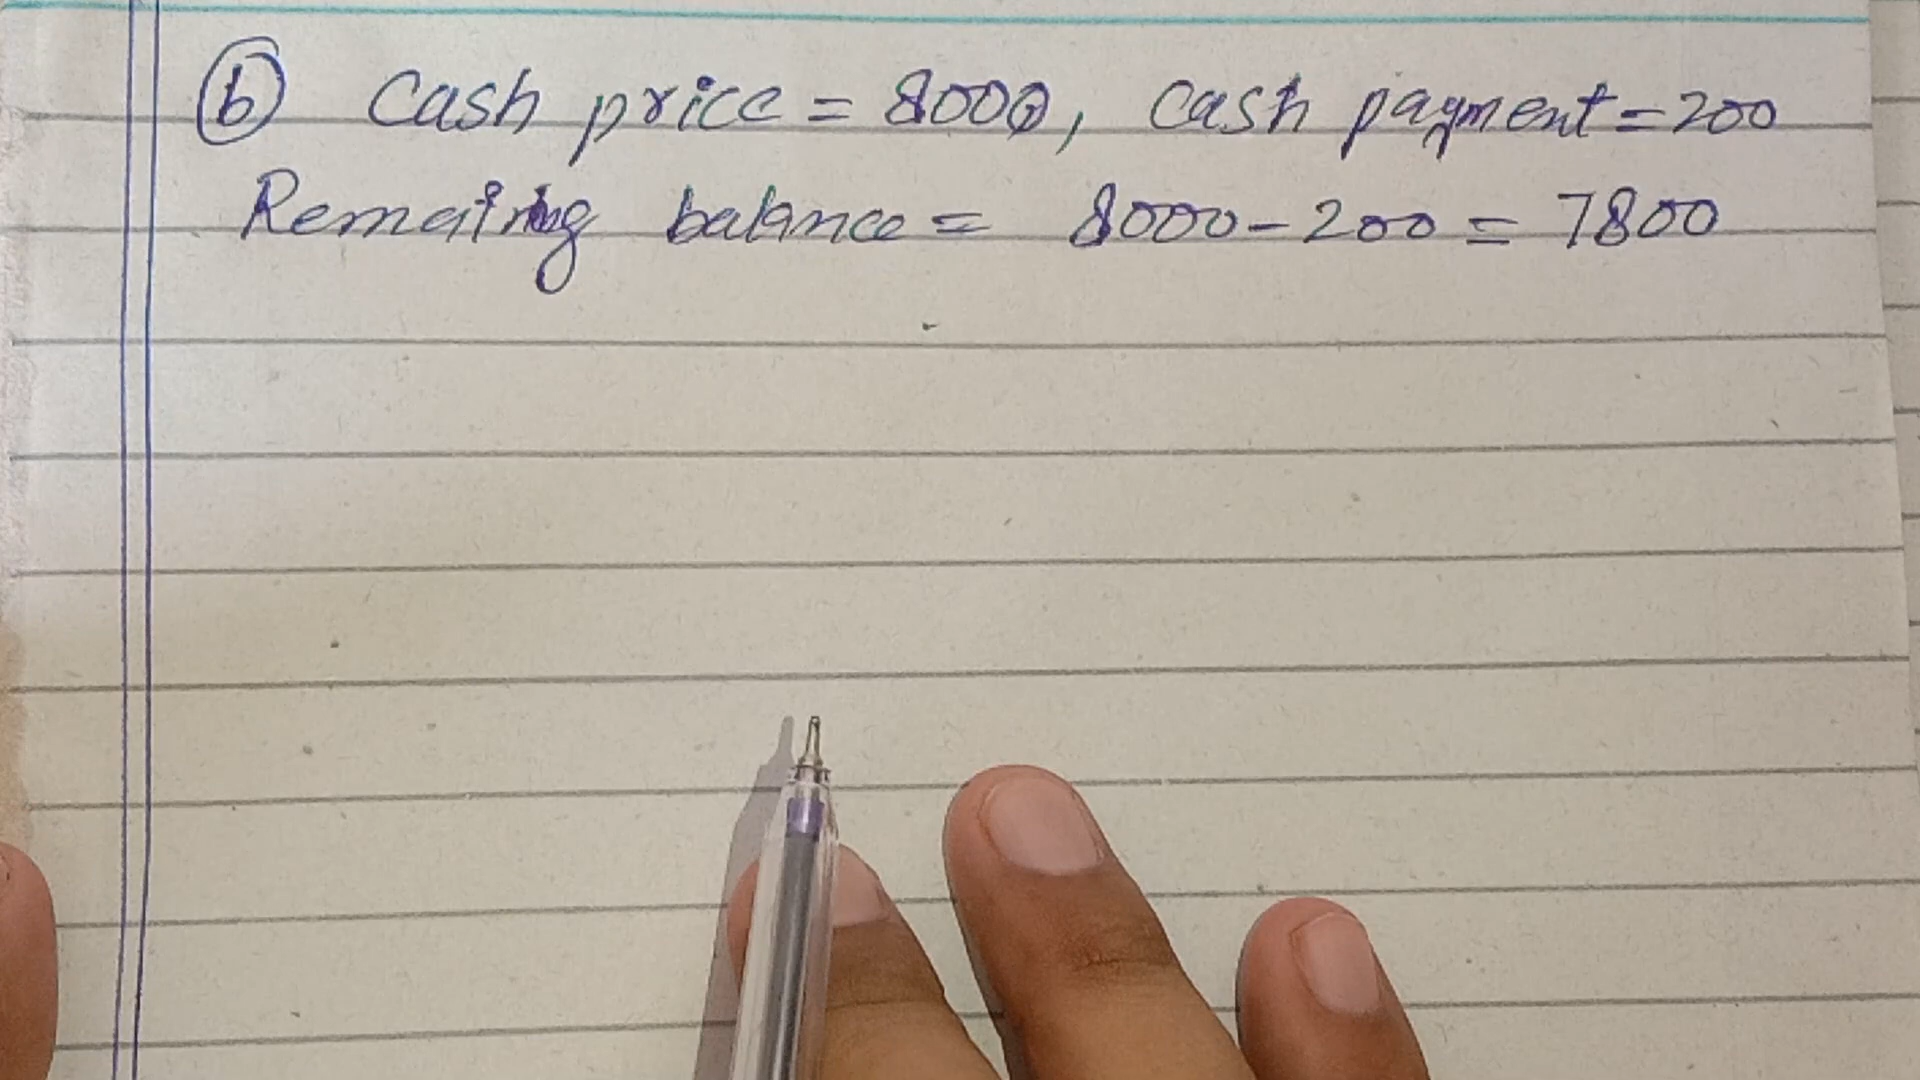 (b) Cash price = 8000, Cash payment = 200
Remaining balance = 8000 - 200 = 7800